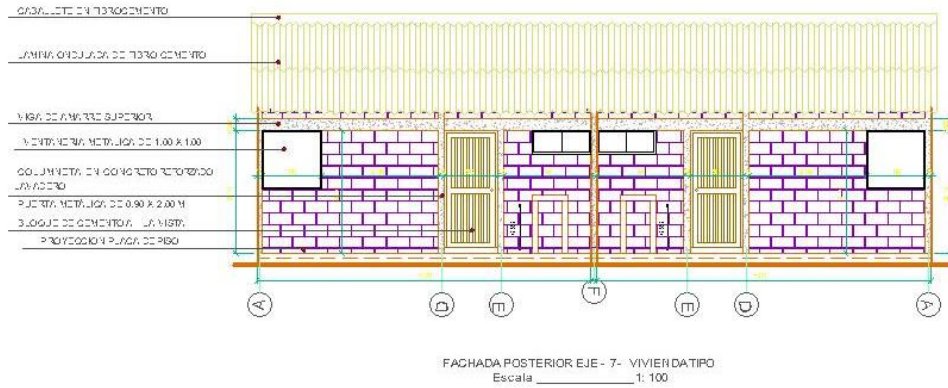 CABALLETE EN FIBROCEMENTO
LAMINA ONDULADA DE FIBRO CEMENTO
VIGA DE AMARRE SUPERIOR
VENTANERIA METALICA DE 1.00 X 1.00
COLUMNETA EN CONCRETO REFORZADO
LAVADERO
PUERTA METALICA DE 0.90 X 2.00 M
BLOQUE DE CEMENTO A LA VISTA
PROYECCION PLACA DE PISO
A D E F E D A
FACHADA POSTERIOR EJE - 7- VIVIENDA TIPO
Escala 1: 100